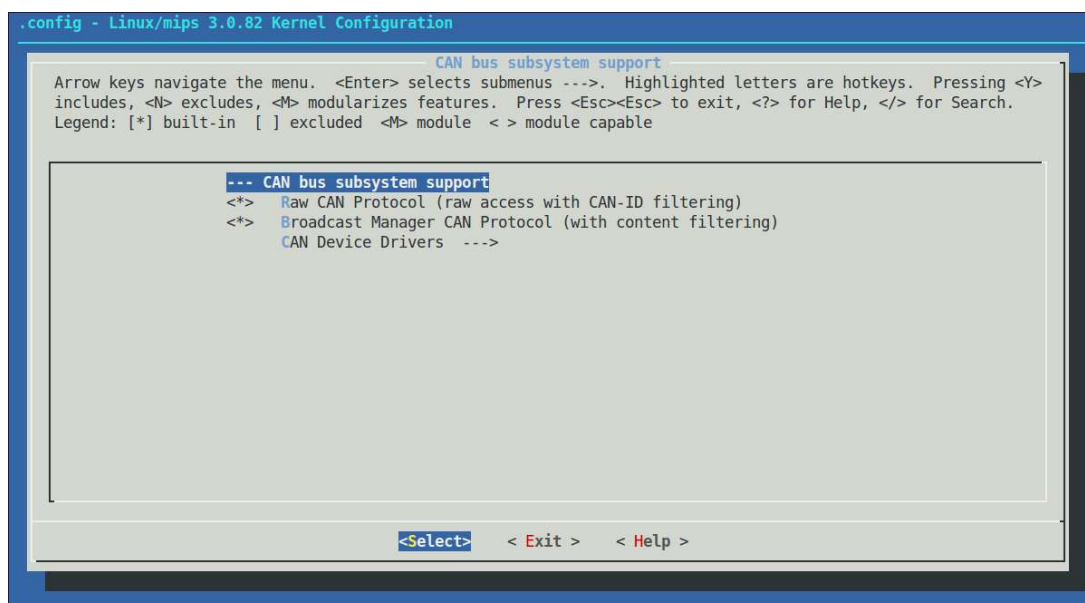 .config - Linux/mips 3.0.82 Kernel Configuration
CAN bus subsystem support
Arrow keys navigate the menu.  <Enter> selects submenus --->.  Highlighted letters are hotkeys.  Pressing <Y>
includes, <N> excludes, <M> modularizes features.  Press <Esc><Esc> to exit, <?> for Help, </> for Search.
Legend: [*] built-in  [ ] excluded  <M> module  < > module capable
--- CAN bus subsystem support
<*>   Raw CAN Protocol (raw access with CAN-ID filtering)
<*>   Broadcast Manager CAN Protocol (with content filtering)
CAN Device Drivers  --->
<Select>    < Exit >    < Help >